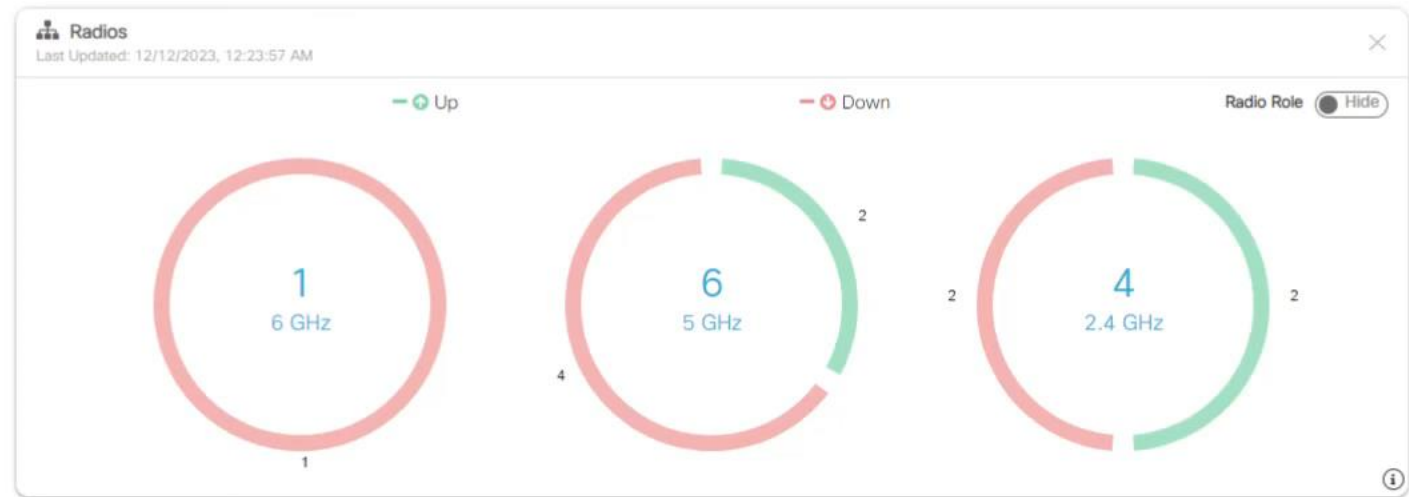 Radios
Last Updated: 12/12/2023, 12:23:57 AM
Up
Down
Radio Role Hide
1
6 GHz
1
6
5 GHz
2
4
4
2.4 GHz
2
2